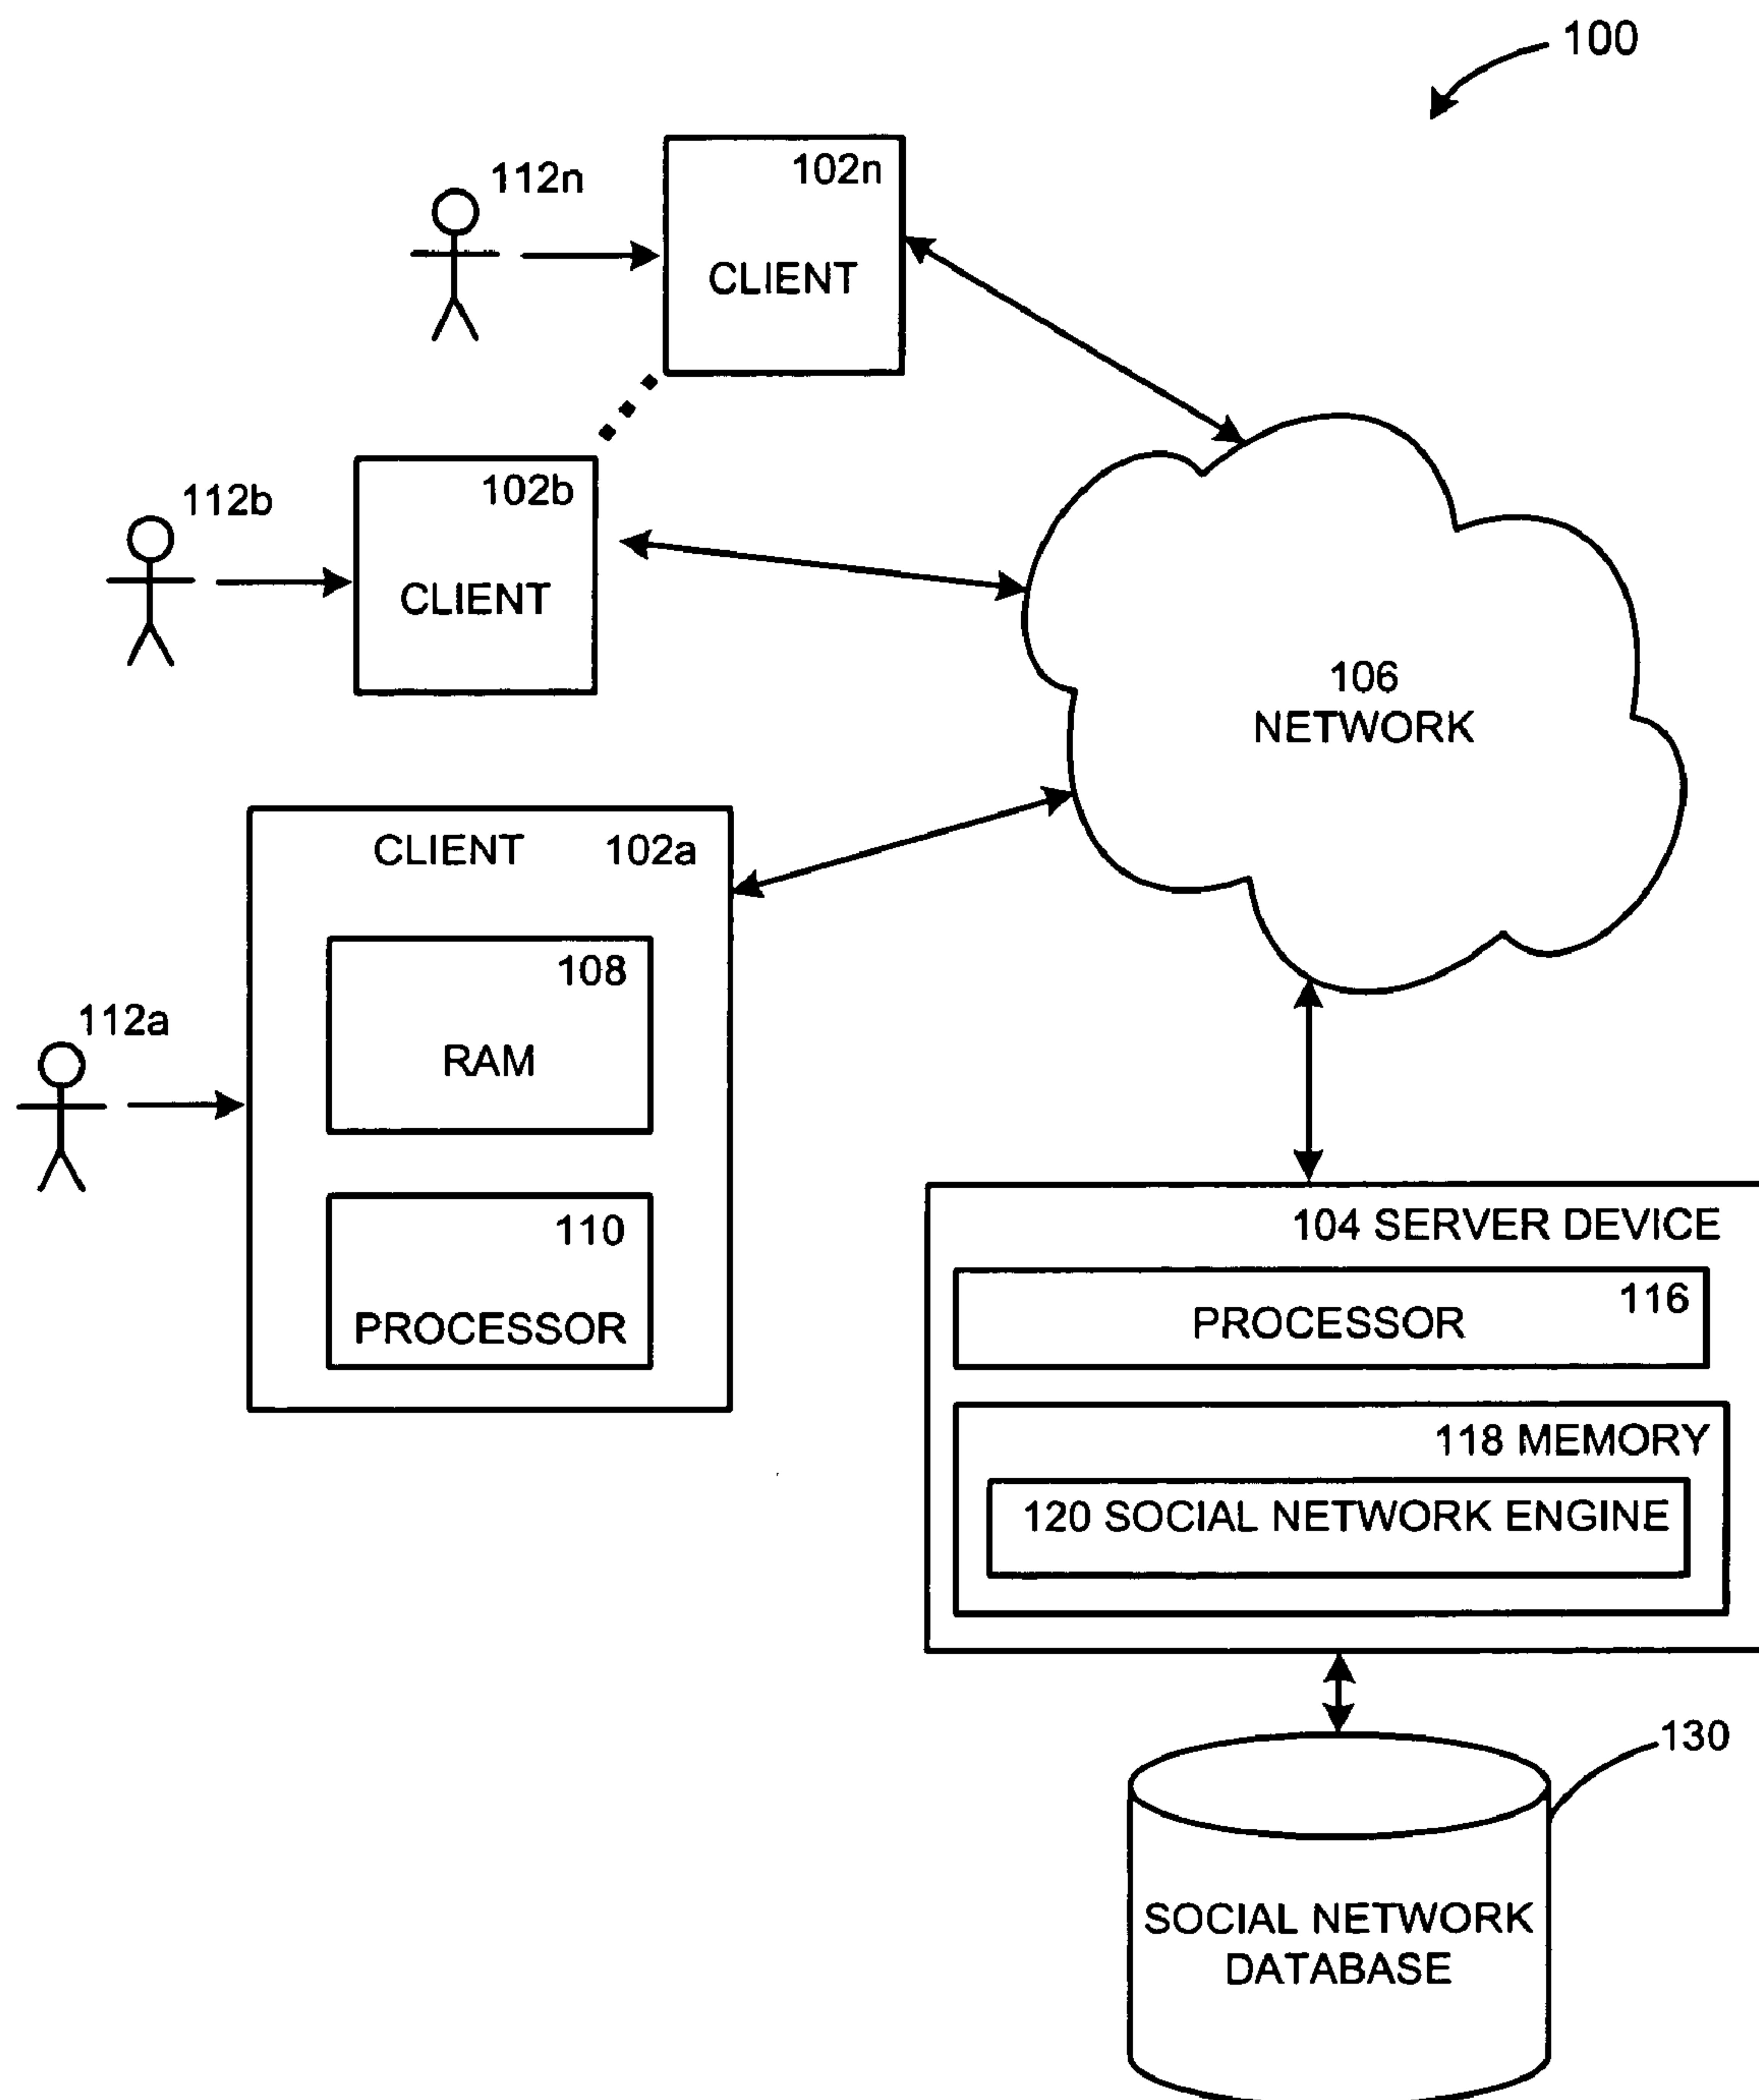 100
112n
102n
CLIENT
112b
102b
CLIENT
106
NETWORK
CLIENT 102a
108
RAM
112a
110
PROCESSOR
104 SERVER DEVICE
116
PROCESSOR
118 MEMORY
120 SOCIAL NETWORK ENGINE
130
SOCIAL NETWORK
DATABASE